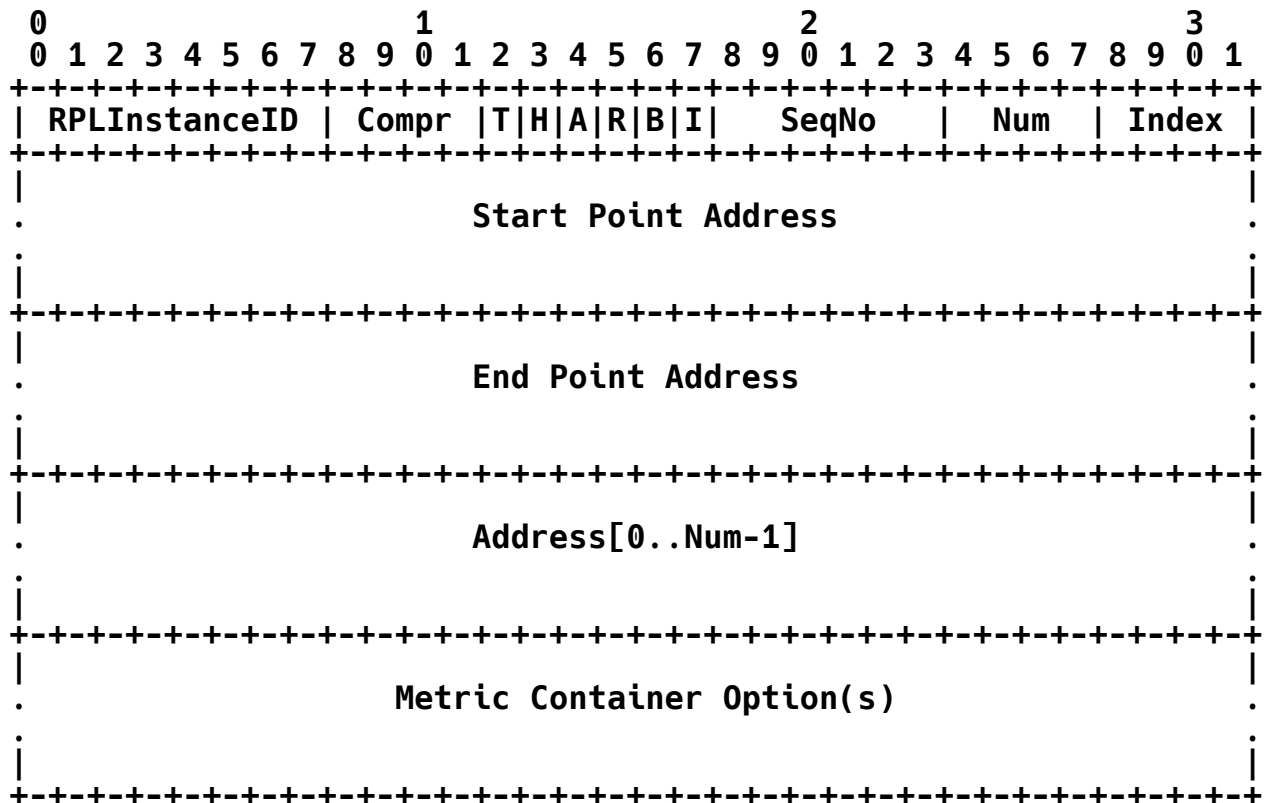 0                   1                   2                   3
 0 1 2 3 4 5 6 7 8 9 0 1 2 3 4 5 6 7 8 9 0 1 2 3 4 5 6 7 8 9 0 1
+-+-+-+-+-+-+-+-+-+-+-+-+-+-+-+-+-+-+-+-+-+-+-+-+-+-+-+-+-+-+-+-+
| RPLInstanceID | Compr |T|H|A|R|B|I|   SeqNo   |  Num  | Index |
+-+-+-+-+-+-+-+-+-+-+-+-+-+-+-+-+-+-+-+-+-+-+-+-+-+-+-+-+-+-+-+-+
|                                                               |
.                       Start Point Address                     .
.                                                               .
|                                                               |
+-+-+-+-+-+-+-+-+-+-+-+-+-+-+-+-+-+-+-+-+-+-+-+-+-+-+-+-+-+-+-+-+
|                                                               |
.                       End Point Address                       .
.                                                               .
|                                                               |
+-+-+-+-+-+-+-+-+-+-+-+-+-+-+-+-+-+-+-+-+-+-+-+-+-+-+-+-+-+-+-+-+
|                                                               |
.                       Address[0..Num-1]                       .
.                                                               .
|                                                               |
+-+-+-+-+-+-+-+-+-+-+-+-+-+-+-+-+-+-+-+-+-+-+-+-+-+-+-+-+-+-+-+-+
|                                                               |
.                   Metric Container Option(s)                  .
.                                                               .
|                                                               |
+-+-+-+-+-+-+-+-+-+-+-+-+-+-+-+-+-+-+-+-+-+-+-+-+-+-+-+-+-+-+-+-+